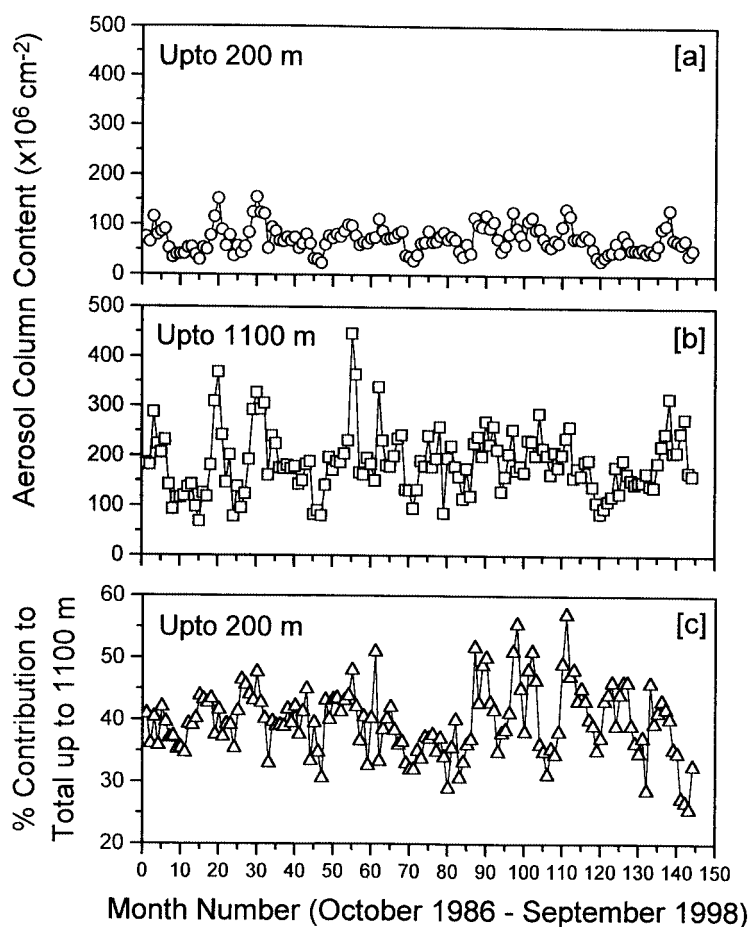 Aerosol Column Content (x10⁶ cm⁻²)
500
400
300
200
100
0
Upto 200 m
[a]
500
400
300
200
100
0
Upto 1100 m
[b]
% Contribution to
Total up to 1100 m
60
50
40
30
20
Upto 200 m
[c]
0 10 20 30 40 50 60 70 80 90 100 110 120 130 140 150
Month Number (October 1986 - September 1998)